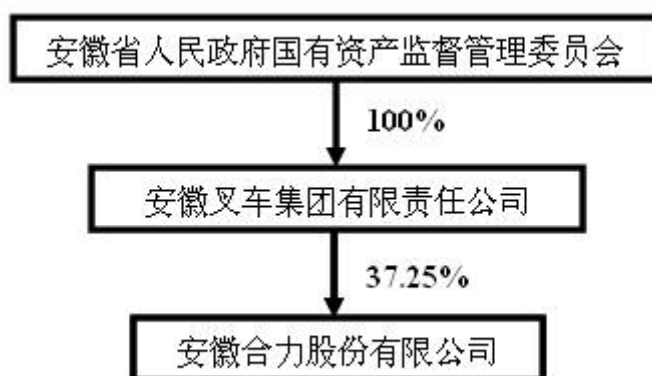 安徽省人民政府国有资产监督管理委员会
100%
安徽叉车集团有限责任公司
37.25%
安徽合力股份有限公司